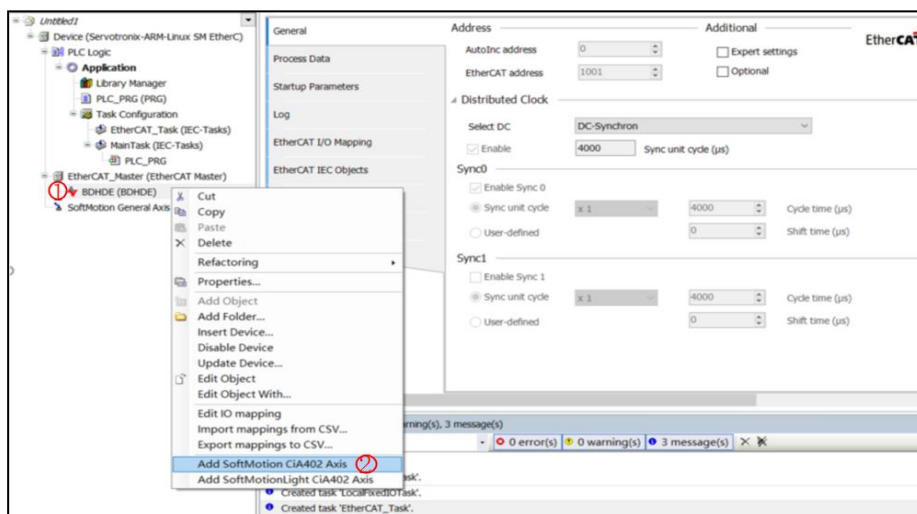 Untitled1
Device (Servotronix-ARM-Linux SM EtherC)
PLC Logic
Application
Library Manager
PLC_PRG (PRG)
Task Configuration
EtherCAT_Task (IEC-Tasks)
MainTask (IEC-Tasks)
PLC_PRG
EtherCAT_Master (EtherCAT Master)
① BDHDE (BDHDE)
SoftMotion General Axis
Cut
Copy
Paste
Delete
Refactoring
Properties...
Add Object
Add Folder...
Insert Device...
Disable Device
Update Device...
Edit Object
Edit Object With...
Edit IO mapping
Import mappings from CSV...
Export mappings to CSV...
Add SoftMotion CiA402 Axis ②
Add SoftMotionLight CiA402 Axis
General
Process Data
Startup Parameters
Log
EtherCAT I/O Mapping
EtherCAT IEC Objects
Address Additional
EtherCAT
AutoInc address 0 Expert settings
EtherCAT address 1001 Optional
Distributed Clock
Select DC DC-Synchron
Enable 4000 Sync unit cycle (µs)
Sync0
Enable Sync 0
Sync unit cycle x 1 4000 Cycle time (µs)
User-defined 0 Shift time (µs)
Sync1
Enable Sync 1
Sync unit cycle x 1 4000 Cycle time (µs)
User-defined 0 Shift time (µs)
rning(s), 3 message(s)
0 error(s) 0 warning(s) 3 message(s)
ask'.
Created task 'LocalFixedIOTask'.
Created task 'EtherCAT_Task'.